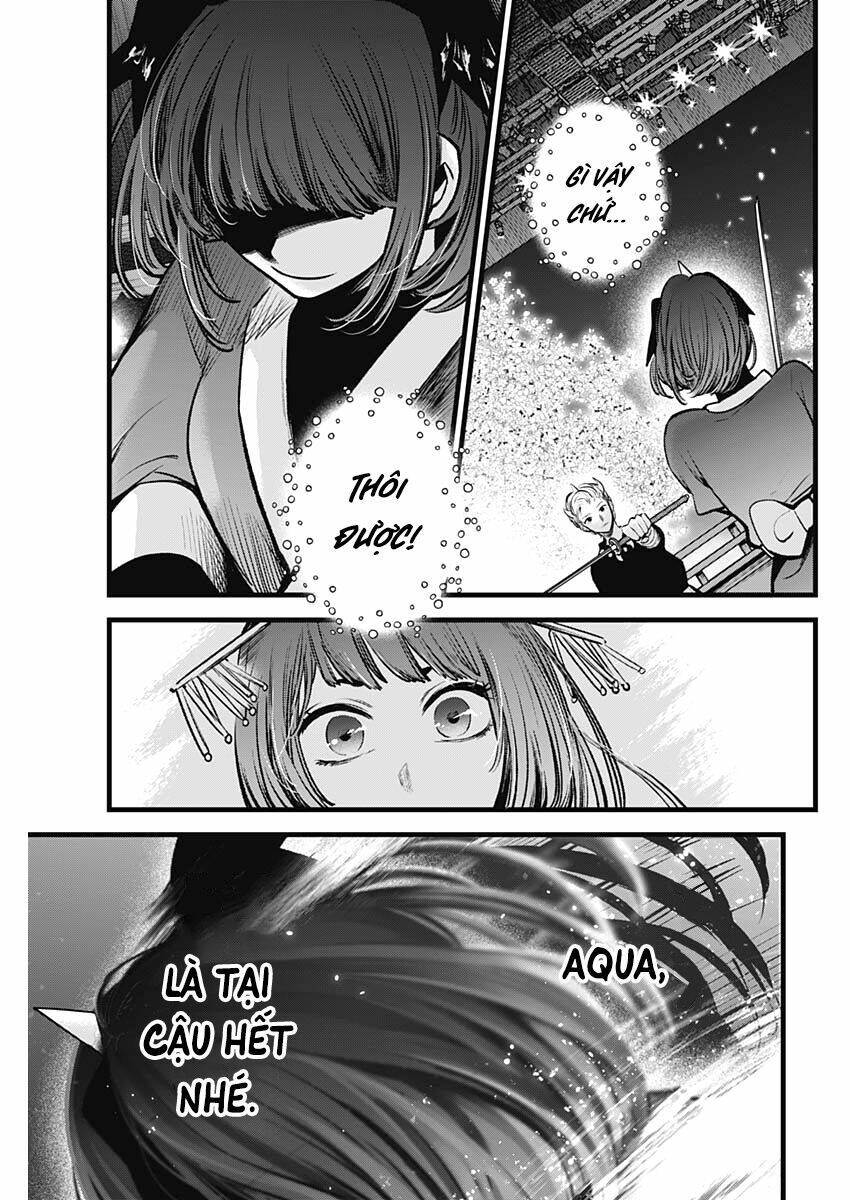 GÌ VẬY
CHỨ...
THÔI
ĐƯỢC!
AQUA,
LÀ TẠI
CẬU HẾT
NHÉ.